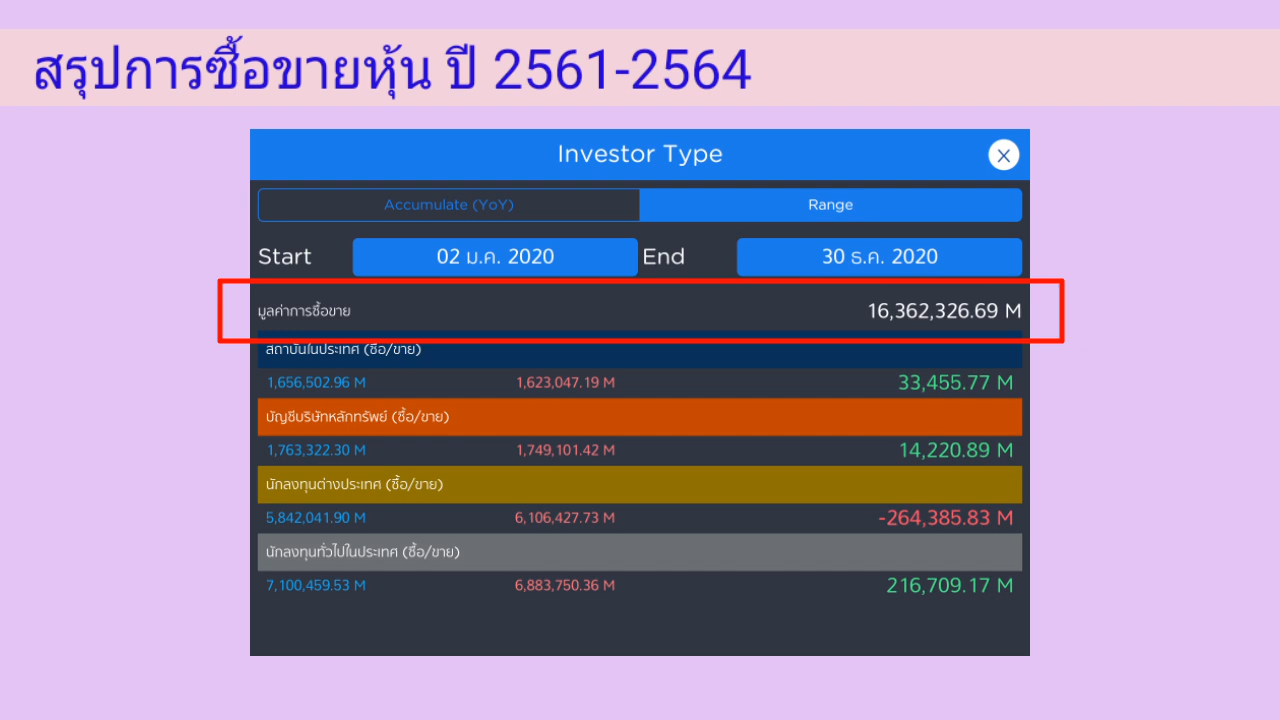 สรุปการซื้อขายหุ้น ปี 2561-2564
Investor Type X
Accumulate (YoY) Range
Start 02 ม.ค. 2020 End 30 ธ.ค. 2020
มูลค่าการซื้อขาย 16,362,326.69 M
สถาบันในประเทศ (ซื้อ/ขาย)
1,656,502.96 M 1,623,047.19 M 33,455.77 M
บัญชีบริษัทหลักทรัพย์ (ซื้อ/ขาย)
1,763,322.30 M 1,749,101.42 M 14,220.89 M
นักลงทุนต่างประเทศ (ซื้อ/ขาย)
5,842,041.90 M 6,106,427.73 M -264,385.83 M
นักลงทุนทั่วไปในประเทศ (ซื้อ/ขาย)
7,100,459.53 M 6,883,750.36 M 216,709.17 M